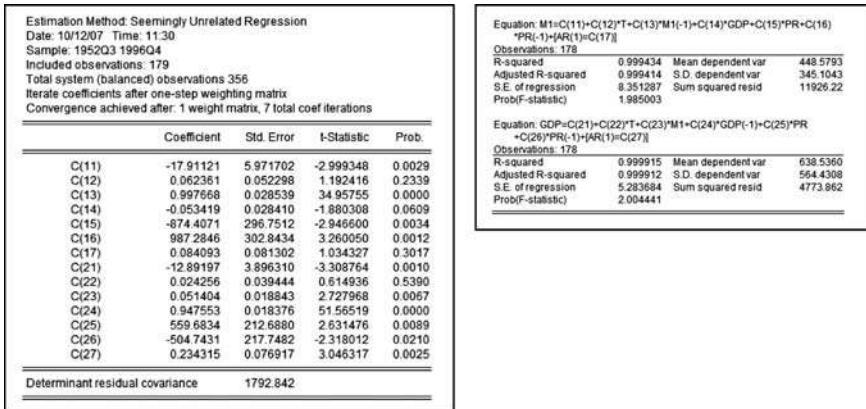 Estimation Method: Seemingly Unrelated Regression
Date: 10/12/07 Time: 11:30
Sample: 1952Q3 1996Q4
Included observations: 179
Total system (balanced) observations 356
Iterate coefficients after one-step weighting matrix
Convergence achieved after: 1 weight matrix, 7 total coef iterations
Coefficient Std. Error t-Statistic Prob.
C(11) -17.91121 5.971702 -2.999348 0.0029
C(12) 0.062361 0.052298 1.192416 0.2339
C(13) 0.997668 0.028539 34.95755 0.0000
C(14) -0.053419 0.028410 -1.880308 0.0609
C(15) -874.4071 296.7512 -2.946600 0.0034
C(16) 987.2846 302.8434 3.260050 0.0012
C(17) 0.084093 0.081302 1.034327 0.3017
C(21) -12.89197 3.896310 -3.308764 0.0010
C(22) 0.024256 0.039444 0.614936 0.5390
C(23) 0.051404 0.018843 2.727968 0.0067
C(24) 0.947553 0.018376 51.56519 0.0000
C(25) 559.6834 212.6880 2.631476 0.0089
C(26) -504.7431 217.7482 -2.318012 0.0210
C(27) 0.234315 0.076917 3.046317 0.0025
Determinant residual covariance 1792.842
Equation: M1=C(11)+C(12)*T+C(13)*M1(-1)+C(14)*GDP+C(15)*PR+C(16)
*PR(-1)+[AR(1)=C(17)]
Observations: 178
R-squared 0.999434 Mean dependent var 448.5793
Adjusted R-squared 0.999414 S.D. dependent var 345.1043
S.E. of regression 8.351287 Sum squared resid 11926.22
Prob(F-statistic) 1.985003
Equation: GDP=C(21)+C(22)*T+C(23)*M1+C(24)*GDP(-1)+C(25)*PR
+C(26)*PR(-1)+[AR(1)=C(27)]
Observations: 178
R-squared 0.999915 Mean dependent var 638.5360
Adjusted R-squared 0.999912 S.D. dependent var 564.4308
S.E. of regression 5.283684 Sum squared resid 4773.862
Prob(F-statistic) 2.004441